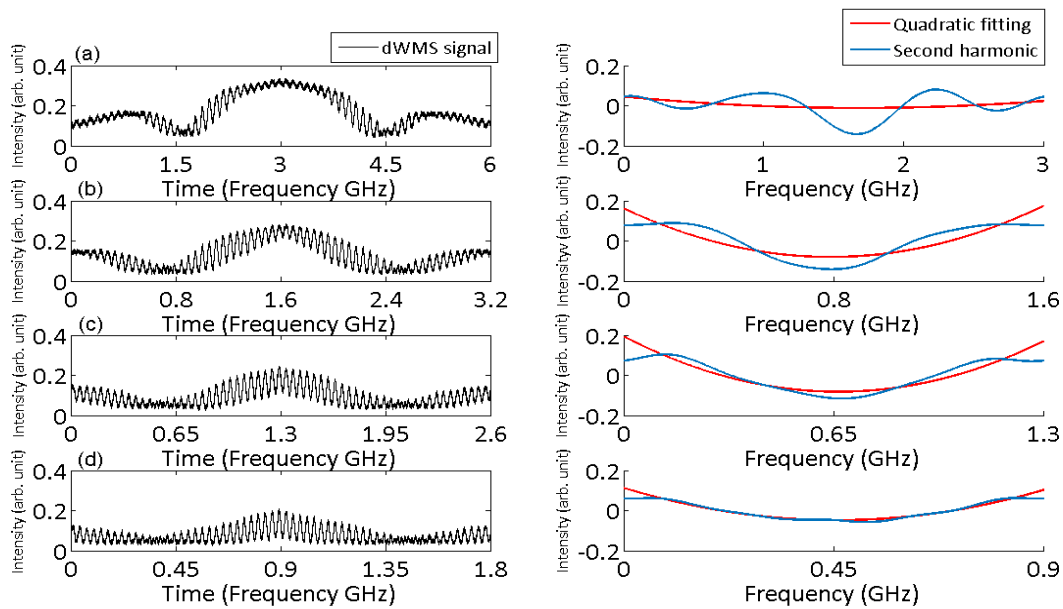 dWMS signal
Quadratic fitting
Second harmonic
(a)
Intensity (arb. unit)
0.4
0.2
0
0 1.5 3 4.5 6
Time (Frequency GHz)
Intensity (arb. unit)
0.2
0
-0.2
0 1 2 3
Frequency (GHz)
(b)
Intensity (arb. unit)
0.4
0.2
0
0 0.8 1.6 2.4 3.2
Time (Frequency GHz)
Intensityv (arb. unit)
0.2
0
-0.2
0 0.8 1.6
Frequency (GHz)
(c)
Intensity (arb. unit)
0.4
0.2
0
0 0.65 1.3 1.95 2.6
Time (Frequency GHz)
Intensity (arb. unit)
0.2
0
-0.2
0 0.65 1.3
Frequency (GHz)
(d)
Intensity (arb. unit)
0.4
0.2
0
0 0.45 0.9 1.35 1.8
Time (Frequency GHz)
Intensity (arb. unit)
0.2
0
-0.2
0 0.45 0.9
Frequency (GHz)